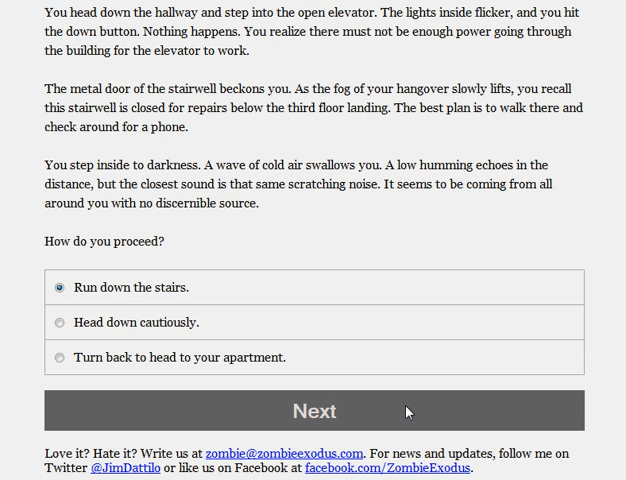 You head down the hallway and step into the open elevator. The lights inside flicker, and you hit
the down button. Nothing happens. You realize there must not be enough power going through
the building for the elevator to work.
The metal door of the stairwell beckons you. As the fog of your hangover slowly lifts, you recall
this stairwell is closed for repairs below the third floor landing. The best plan is to walk there and
check around for a phone.
You step inside to darkness. A wave of cold air swallows you. A low humming echoes in the
distance, but the closest sound is that same scratching noise. It seems to be coming from all
around you with no discernible source.
How do you proceed?
Run down the stairs.
Head down cautiously.
Turn back to head to your apartment.
Next
Love it? Hate it? Write us at zombie@zombieexodus.com. For news and updates, follow me on
Twitter @JimDattilo or like us on Facebook at facebook.com/ZombieExodus.